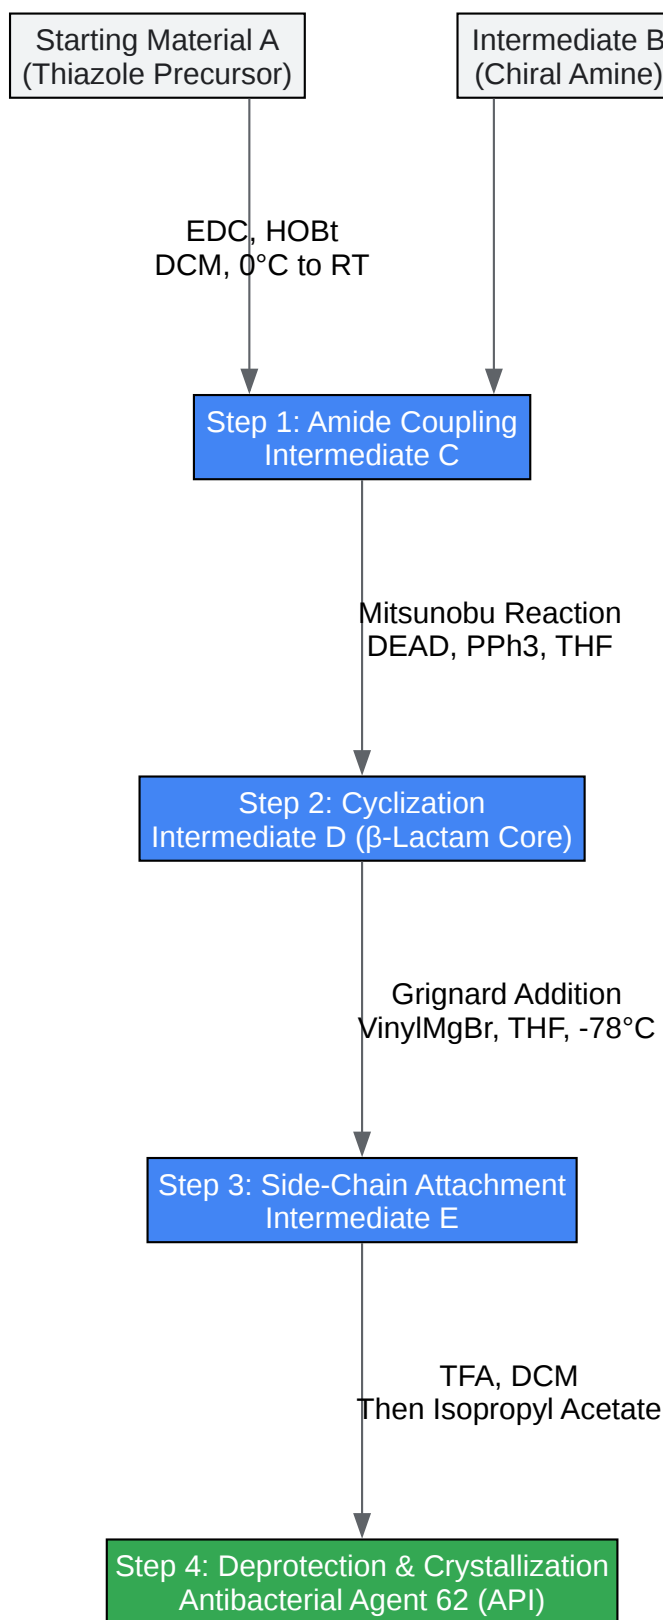 Starting Material A
(Thiazole Precursor)
Intermediate B
(Chiral Amine)
EDC, HOBt
DCM, 0°C to RT
Step 1: Amide Coupling
Intermediate C
Mitsunobu Reaction
DEAD, PPh3, THF
Step 2: Cyclization
Intermediate D (β-Lactam Core)
Grignard Addition
VinylMgBr, THF, -78°C
Step 3: Side-Chain Attachment
Intermediate E
TFA, DCM
Then Isopropyl Acetate
Step 4: Deprotection & Crystallization
Antibacterial Agent 62 (API)